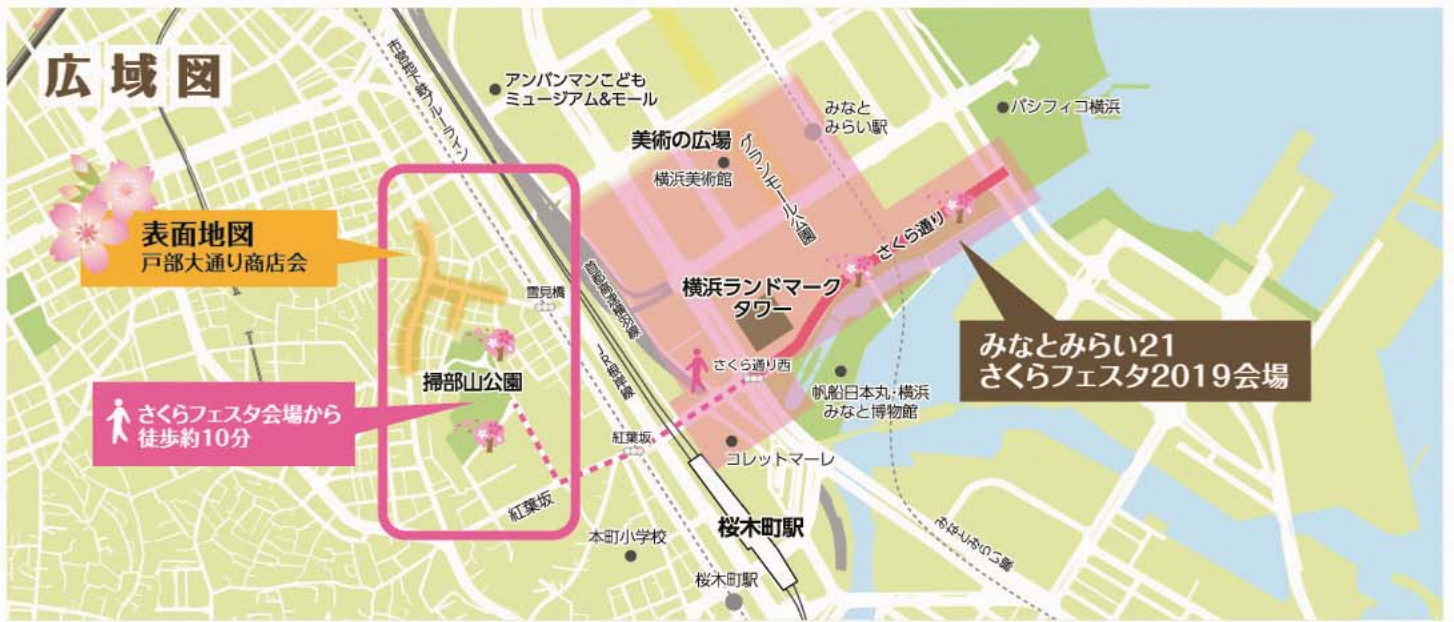 広域図
市営地下鉄ブルーライン
アンパンマンこども
ミュージアム&モール
美術の広場
横浜美術館
グランモール公園
みなと
みらい駅
パシフィコ横浜
表面地図
戸部大通り商店会
雪見橋
首都高速横羽線
JR根岸線
横浜ランドマーク
タワー
さくら通り
みなとみらい21
さくらフェスタ2019会場
掃部山公園
さくらフェスタ会場から
徒歩約10分
さくら通り西
帆船日本丸・横浜
みなと博物館
紅葉坂
コレットマーレ
紅葉坂
本町小学校
桜木町駅
桜木町駅
みなとみらい線